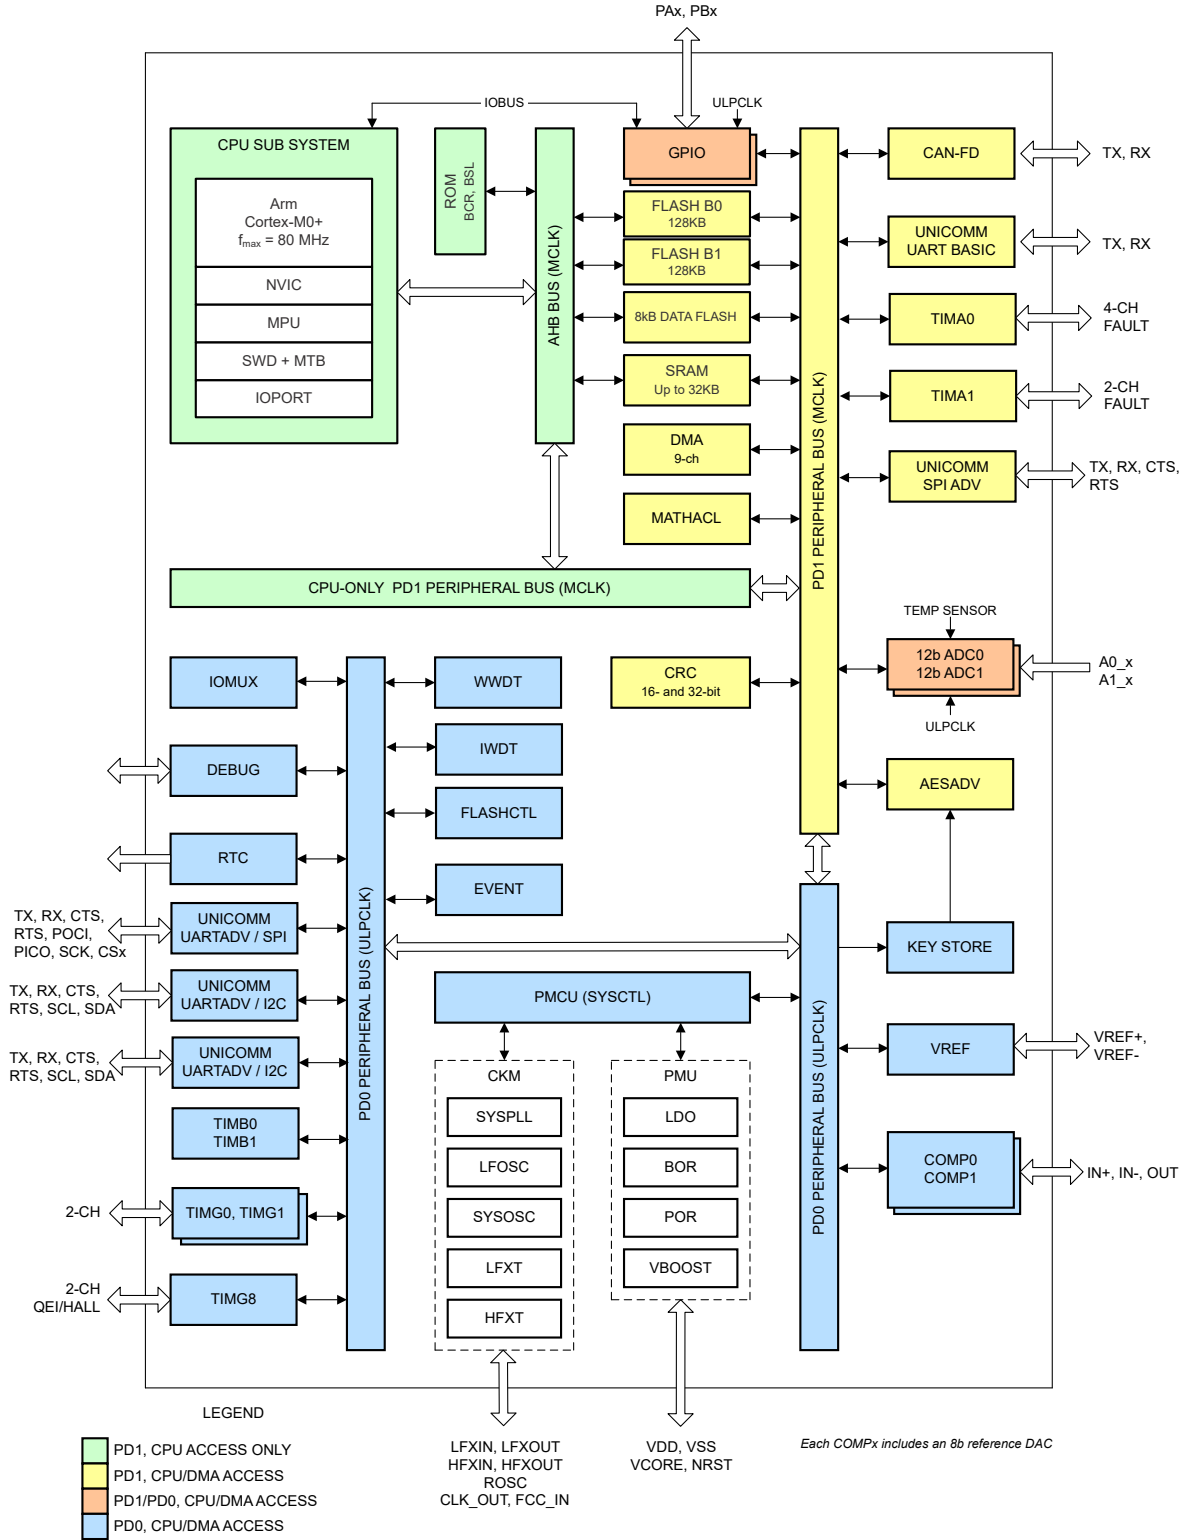 PAx, PBx
IOBUS
ULPCLK
CPU SUB SYSTEM
Arm
Cortex-M0+
fmax = 80 MHz
NVIC
MPU
SWD + MTB
IOPORT
ROM
BCR, BSL
AHB BUS (MCLK)
GPIO
FLASH B0
128KB
FLASH B1
128KB
8kB DATA FLASH
SRAM
Up to 32KB
DMA
9-ch
MATHACL
PD1 PERIPHERAL BUS (MCLK)
CAN-FD
TX, RX
UNICOMM
UART BASIC
TX, RX
TIMA0
4-CH
FAULT
TIMA1
2-CH
FAULT
UNICOMM
SPI ADV
TX, RX, CTS,
RTS
CPU-ONLY PD1 PERIPHERAL BUS (MCLK)
TEMP SENSOR
12b ADC0
12b ADC1
A0_x
A1_x
ULPCLK
CRC
16- and 32-bit
AESADV
IOMUX
DEBUG
RTC
TX, RX, CTS,
RTS, POCI,
PICO, SCK, CSx
UNICOMM
UARTADV / SPI
TX, RX, CTS,
RTS, SCL, SDA
UNICOMM
UARTADV / I2C
TX, RX, CTS,
RTS, SCL, SDA
UNICOMM
UARTADV / I2C
TIMB0
TIMB1
2-CH
TIMG0, TIMG1
2-CH
QEI/HALL
TIMG8
PD0 PERIPHERAL BUS (ULPCLK)
WWDT
IWDT
FLASHCTL
EVENT
PMCU (SYSCTL)
CKM
SYSPLL
LFOSC
SYSOSC
LFXT
HFXT
PMU
LDO
BOR
POR
VBOOST
PD0 PERIPHERAL BUS (ULPCLK)
KEY STORE
VREF
VREF+,
VREF-
COMP0
COMP1
IN+, IN-, OUT
LEGEND
PD1, CPU ACCESS ONLY
PD1, CPU/DMA ACCESS
PD1/PD0, CPU/DMA ACCESS
PD0, CPU/DMA ACCESS
LFXIN, LFXOUT
HFXIN, HFXOUT
ROSC
CLK_OUT, FCC_IN
VDD, VSS
VCORE, NRST
Each COMPx includes an 8b reference DAC